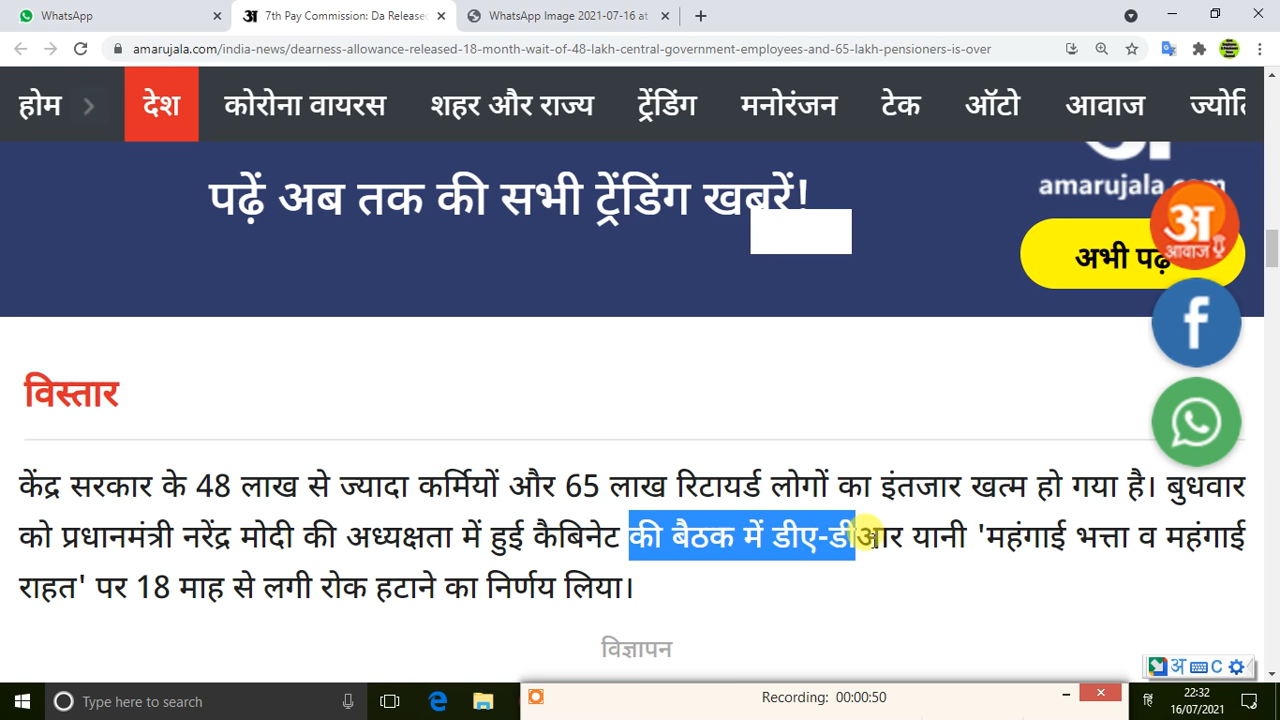 WhatsApp
7th Pay Commission: Da Released
WhatsApp Image 2021-07-16 at
amarujala.com/india-news/dearness-allowance-released-18-month-wait-of-48-lakh-central-government-employees-and-65-lakh-pensioners-is-over
होम
देश
कोरोना वायरस
शहर और राज्य
ट्रेंडिंग
मनोरंजन
टेक
ऑटो
आवाज
पढ़ें अब तक की सभी ट्रेंडिंग खबरें!
amarujala.com
अभी पढ़ें
आवाज
विस्तार
केंद्र सरकार के 48 लाख से ज्यादा कर्मियों और 65 लाख रिटायर्ड लोगों का इंतजार खत्म हो गया है। बुधवार
को प्रधानमंत्री नरेंद्र मोदी की अध्यक्षता में हुई कैबिनेट की बैठक में डीए-डीआर यानी 'महंगाई भत्ता व महंगाई
राहत' पर 18 माह से लगी रोक हटाने का निर्णय लिया।
विज्ञापन
Type here to search
Recording: 00:00:50
हिं
22:32
16/07/2021